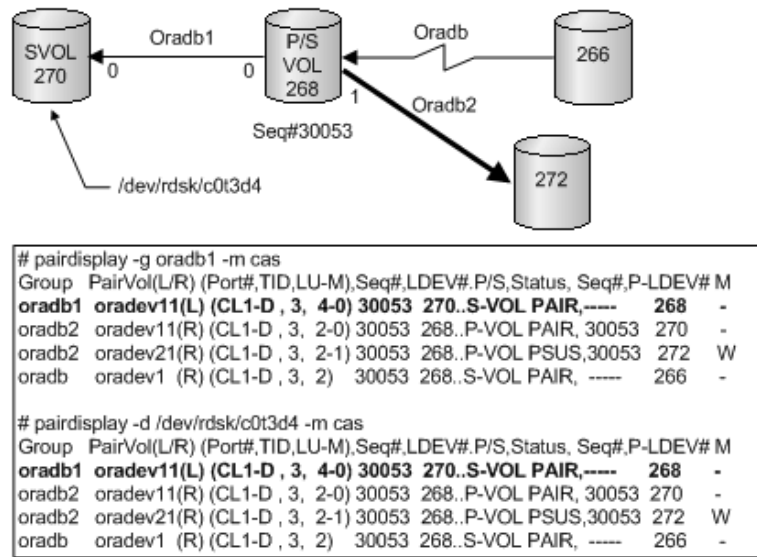 Oradb1
Oradb
SVOL
270
0
0
P/S
VOL
268
1
266
Oradb2
Seq#30053
272
/dev/rdsk/c0t3d4
# pairdisplay -g oradb1 -m cas
Group PairVol(L/R) (Port#,TID,LU-M),Seq#,LDEV#.P/S,Status, Seq#,P-LDEV# M
oradb1 oradev11(L) (CL1-D , 3, 4-0) 30053 270..S-VOL PAIR,----- 268 -
oradb2 oradev11(R) (CL1-D , 3, 2-0) 30053 268..P-VOL PAIR, 30053 270 -
oradb2 oradev21(R) (CL1-D , 3, 2-1) 30053 268..P-VOL PSUS,30053 272 W
oradb oradev1 (R) (CL1-D , 3, 2) 30053 268..S-VOL PAIR, ----- 266 -
# pairdisplay -d /dev/rdsk/c0t3d4 -m cas
Group PairVol(L/R) (Port#,TID,LU-M),Seq#,LDEV#.P/S,Status, Seq#,P-LDEV# M
oradb1 oradev11(L) (CL1-D , 3, 4-0) 30053 270..S-VOL PAIR,----- 268 -
oradb2 oradev11(R) (CL1-D , 3, 2-0) 30053 268..P-VOL PAIR, 30053 270 -
oradb2 oradev21(R) (CL1-D , 3, 2-1) 30053 268..P-VOL PSUS,30053 272 W
oradb oradev1 (R) (CL1-D , 3, 2) 30053 268..S-VOL PAIR, ----- 266 -